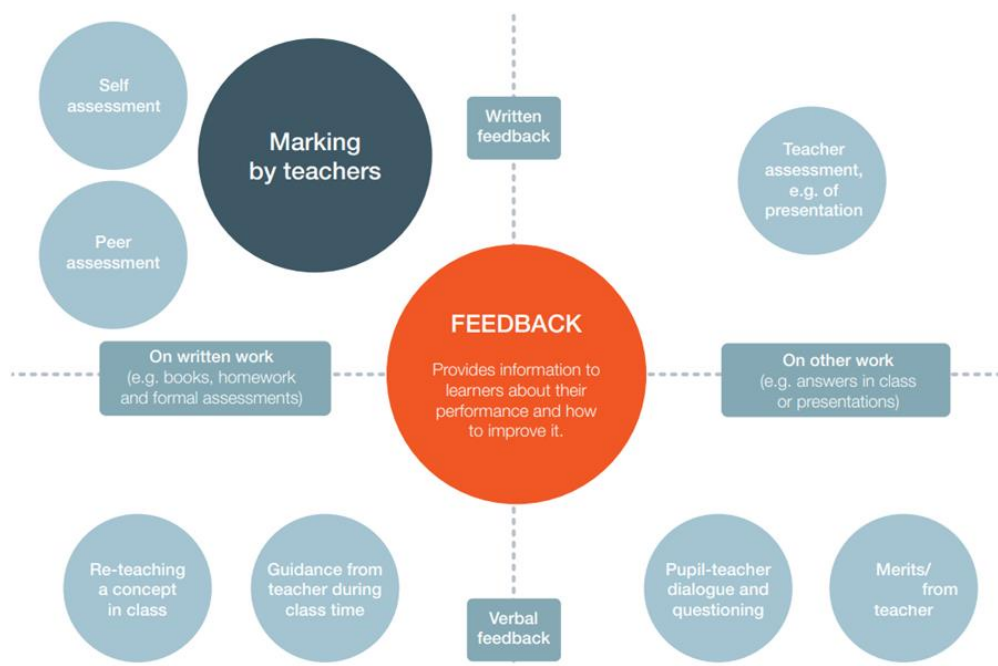 Self
assessment
Marking
by teachers
Written
feedback
Teacher
assessment,
e.g. of
presentation
Peer
assessment
FEEDBACK
Provides information to
learners about their
performance and how
to improve it.
On written work
(e.g. books, homework
and formal assessments)
On other work
(e.g. answers in class
or presentations)
Re-teaching
a concept
in class
Guidance from
teacher during
class time
Verbal
feedback
Pupil-teacher
dialogue and
questioning
Merits/
from
teacher